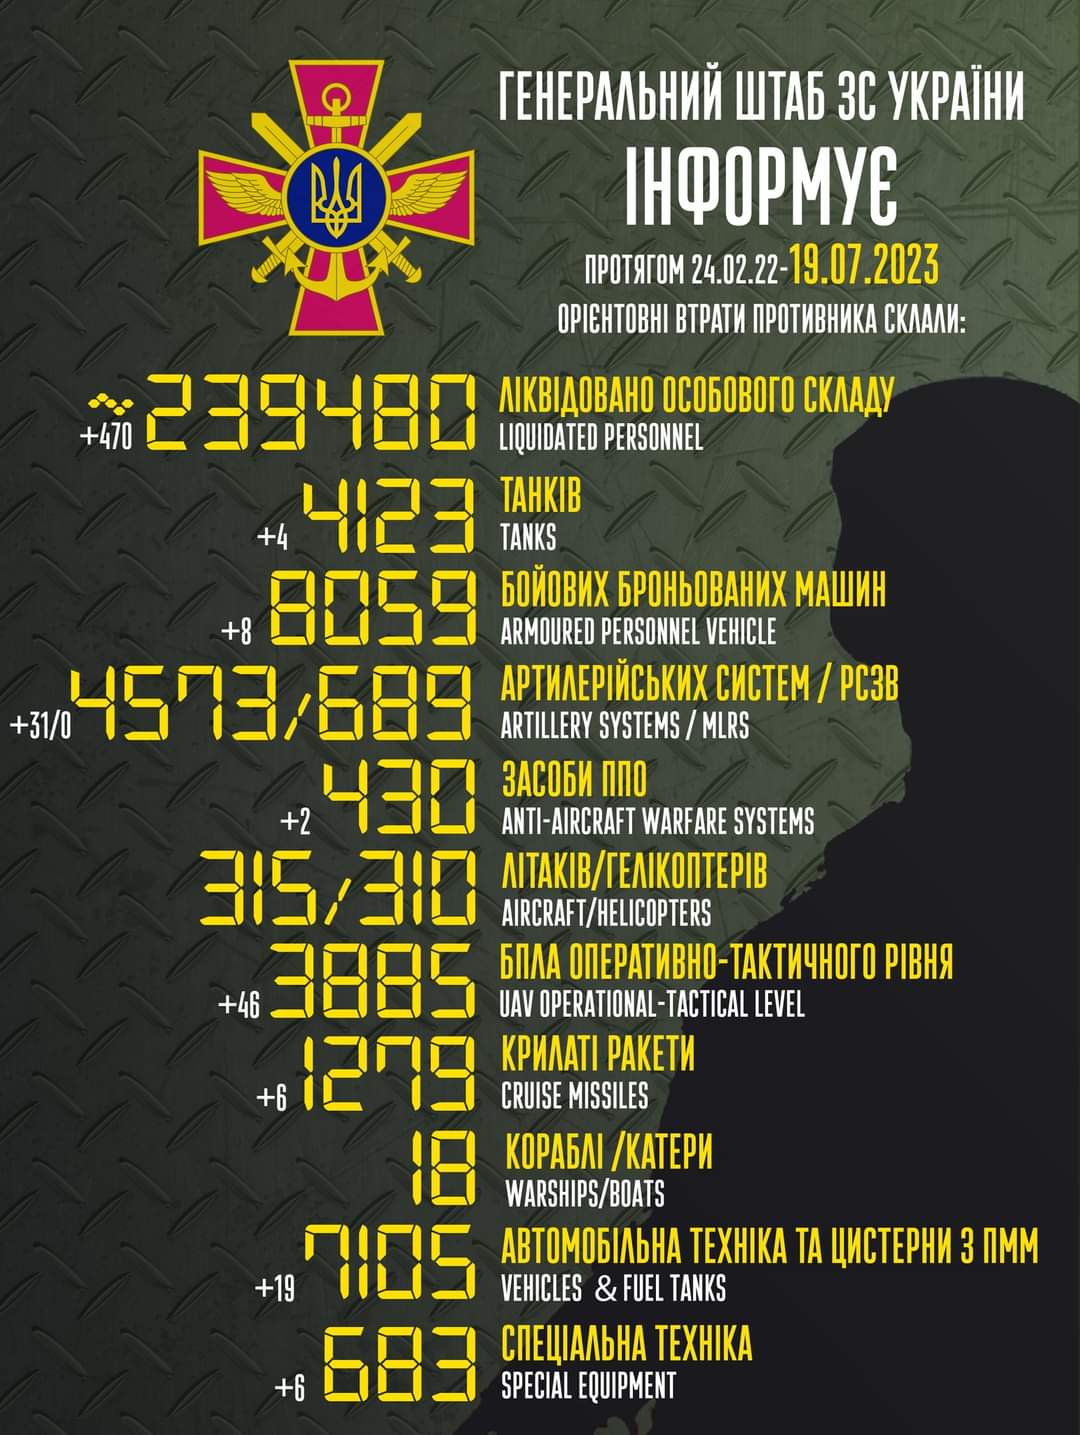 ГЕНЕРАЛЬНИЙ ШТАБ ЗС УКРАЇНИ
ІНФОРМУЄ
ПРОТЯГОМ 24.02.22-19.07.2023
ОРІЄНТОВНІ ВТРАТИ ПРОТИВНИКА СКЛАЛИ:
+470 ≈239480 ЛІКВІДОВАНО ОСОБОВОГО СКЛАДУ
LIQUIDATED PERSONNEL
+4 4123 ТАНКІВ
TANKS
+8 8059 БОЙОВИХ БРОНЬОВАНИХ МАШИН
ARMOURED PERSONNEL VEHICLE
+31/0 4573/689 АРТИЛЕРІЙСЬКИХ СИСТЕМ / РСЗВ
ARTILLERY SYSTEMS / MLRS
+2 430 ЗАСОБИ ППО
ANTI-AIRCRAFT WARFARE SYSTEMS
315/310 ЛІТАКІВ/ГЕЛІКОПТЕРІВ
AIRCRAFT/HELICOPTERS
+46 3885 БПЛА ОПЕРАТИВНО-ТАКТИЧНОГО РІВНЯ
UAV OPERATIONAL-TACTICAL LEVEL
+6 1279 КРИЛАТІ РАКЕТИ
CRUISE MISSILES
18 КОРАБЛІ /КАТЕРИ
WARSHIPS/BOATS
+19 7105 АВТОМОБІЛЬНА ТЕХНІКА ТА ЦИСТЕРНИ З ПММ
VEHICLES & FUEL TANKS
+6 683 СПЕЦІАЛЬНА ТЕХНІКА
SPECIAL EQUIPMENT